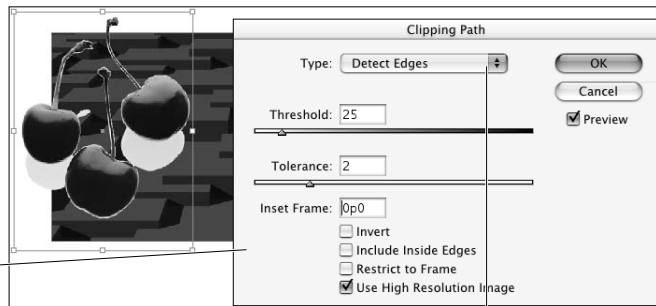 Clipping Path
Type: Detect Edges
OK
Cancel
Preview
Threshold: 25
Tolerance: 2
Inset Frame: 0p0
Invert
Include Inside Edges
Restrict to Frame
Use High Resolution Image